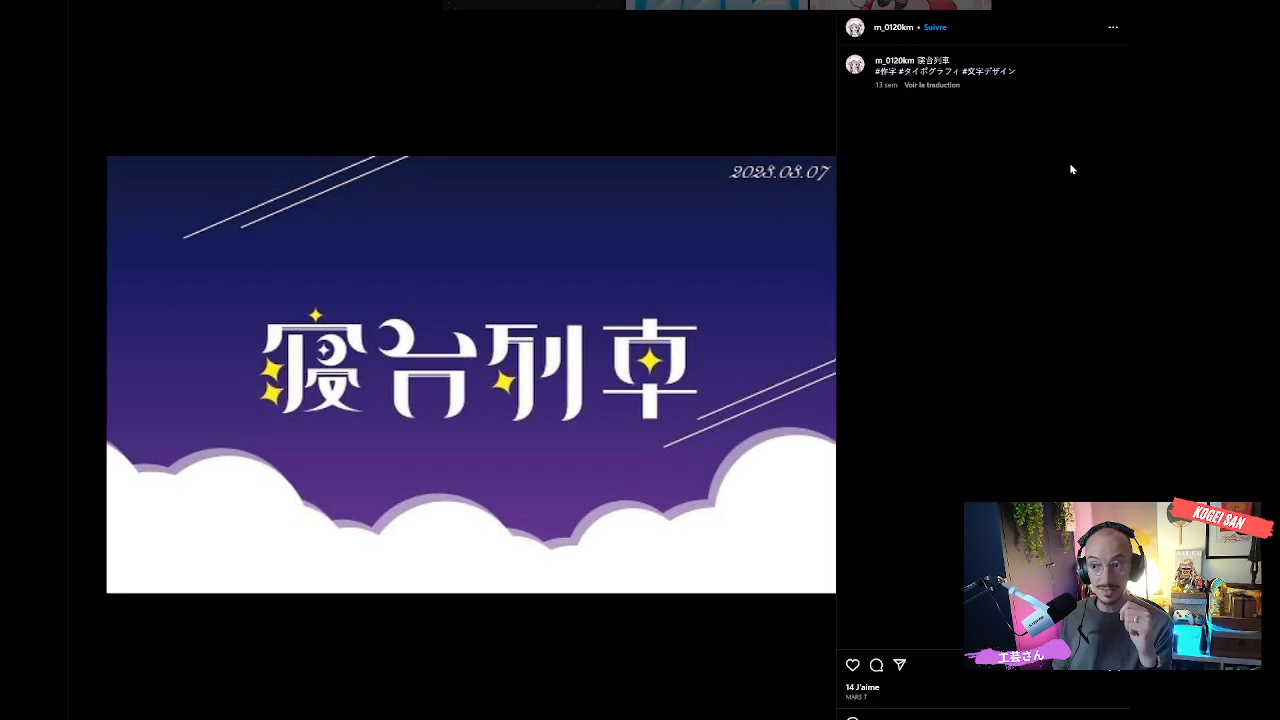 m_0120km • Suivre
m_0120km 寝台列車
#作字 #タイポグラフィ #文字デザイン
13 sem Voir la traduction
2023.03.07
寝台列車
KOGEI SAN
工芸さん
14 J'aime
MARS 7